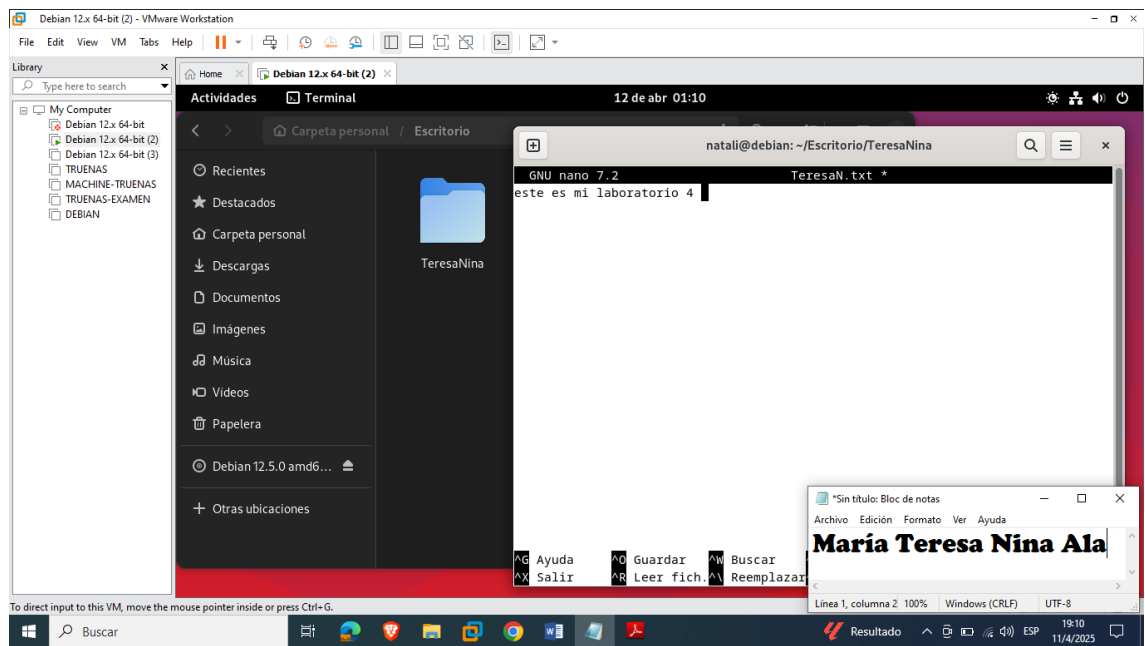 Debian 12.x 64-bit (2) - VMware Workstation
File Edit View VM Tabs Help
Library
Type here to search
My Computer
Debian 12.x 64-bit
Debian 12.x 64-bit (2)
Debian 12.x 64-bit (3)
TRUENAS
MACHINE-TRUENAS
TRUENAS-EXAMEN
DEBIAN
Home
Debian 12.x 64-bit (2)
Actividades Terminal 12 de abr 01:10
Carpeta personal / Escritorio
Recientes
Destacados
Carpeta personal
Descargas
Documentos
Imágenes
Música
Vídeos
Papelera
Debian 12.5.0 amd6...
+ Otras ubicaciones
TeresaNina
natali@debian: ~/Escritorio/TeresaNina
GNU nano 7.2 TeresaN.txt *
este es mi laboratorio 4
^G Ayuda ^O Guardar ^W Buscar
^X Salir ^R Leer fich. ^\ Reemplazar
*Sin título: Bloc de notas
Archivo Edición Formato Ver Ayuda
María Teresa Nina Ala
Línea 1, columna 2 100% Windows (CRLF) UTF-8
To direct input to this VM, move the mouse pointer inside or press Ctrl+G.
Buscar
Resultado ESP 19:10
11/4/2025